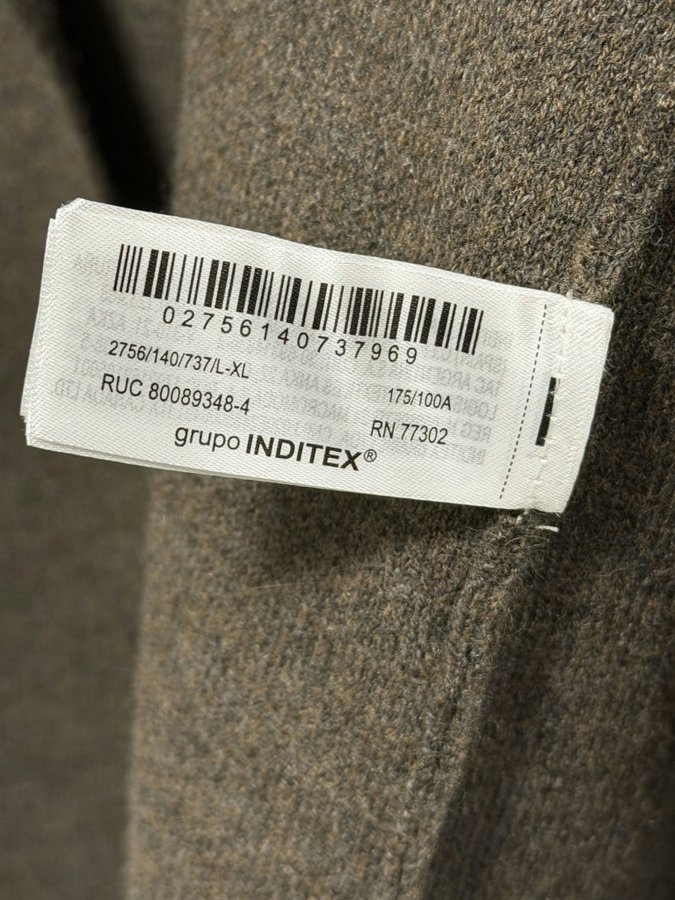 02756140737969
2756/140/737/L-XL
175/100A
RUC 80089348-4
RN 77302
grupo INDITEX®